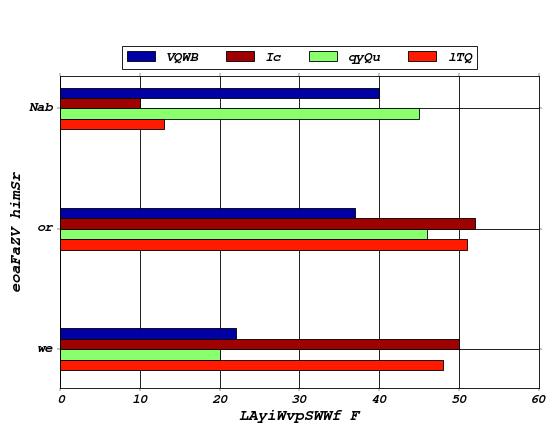 VQWB Ic qyQu lTQ
Nab
or
we
eoaFaZV himSr
0 10 20 30 40 50 60
LAyiWvpSWWf F